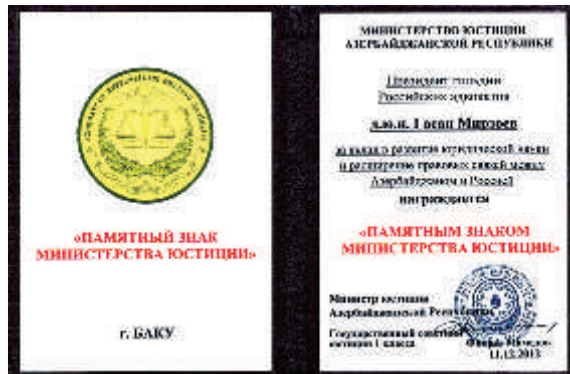 «ПАМЯТНЫЙ ЗНАК
МИНИСТЕРСТВА ЮСТИЦИИ»
г. БАКУ
МИНИСТЕРСТВО ЮСТИЦИИ
АЗЕРБАЙДЖАНСКОЙ РЕСПУБЛИКИ
Президент гильдии
Российских адвокатов
д.ю.н. Гасан Мирзоев
за вклад в развитие юридической науки
и расширение правовых связей между
Азербайджаном и Россией
награждается
«ПАМЯТНЫМ ЗНАКОМ
МИНИСТЕРСТВА ЮСТИЦИИ»
Министр юстиции
Азербайджанской Республики,
Государственный советник
юстиции 1 класса
11.12.2013